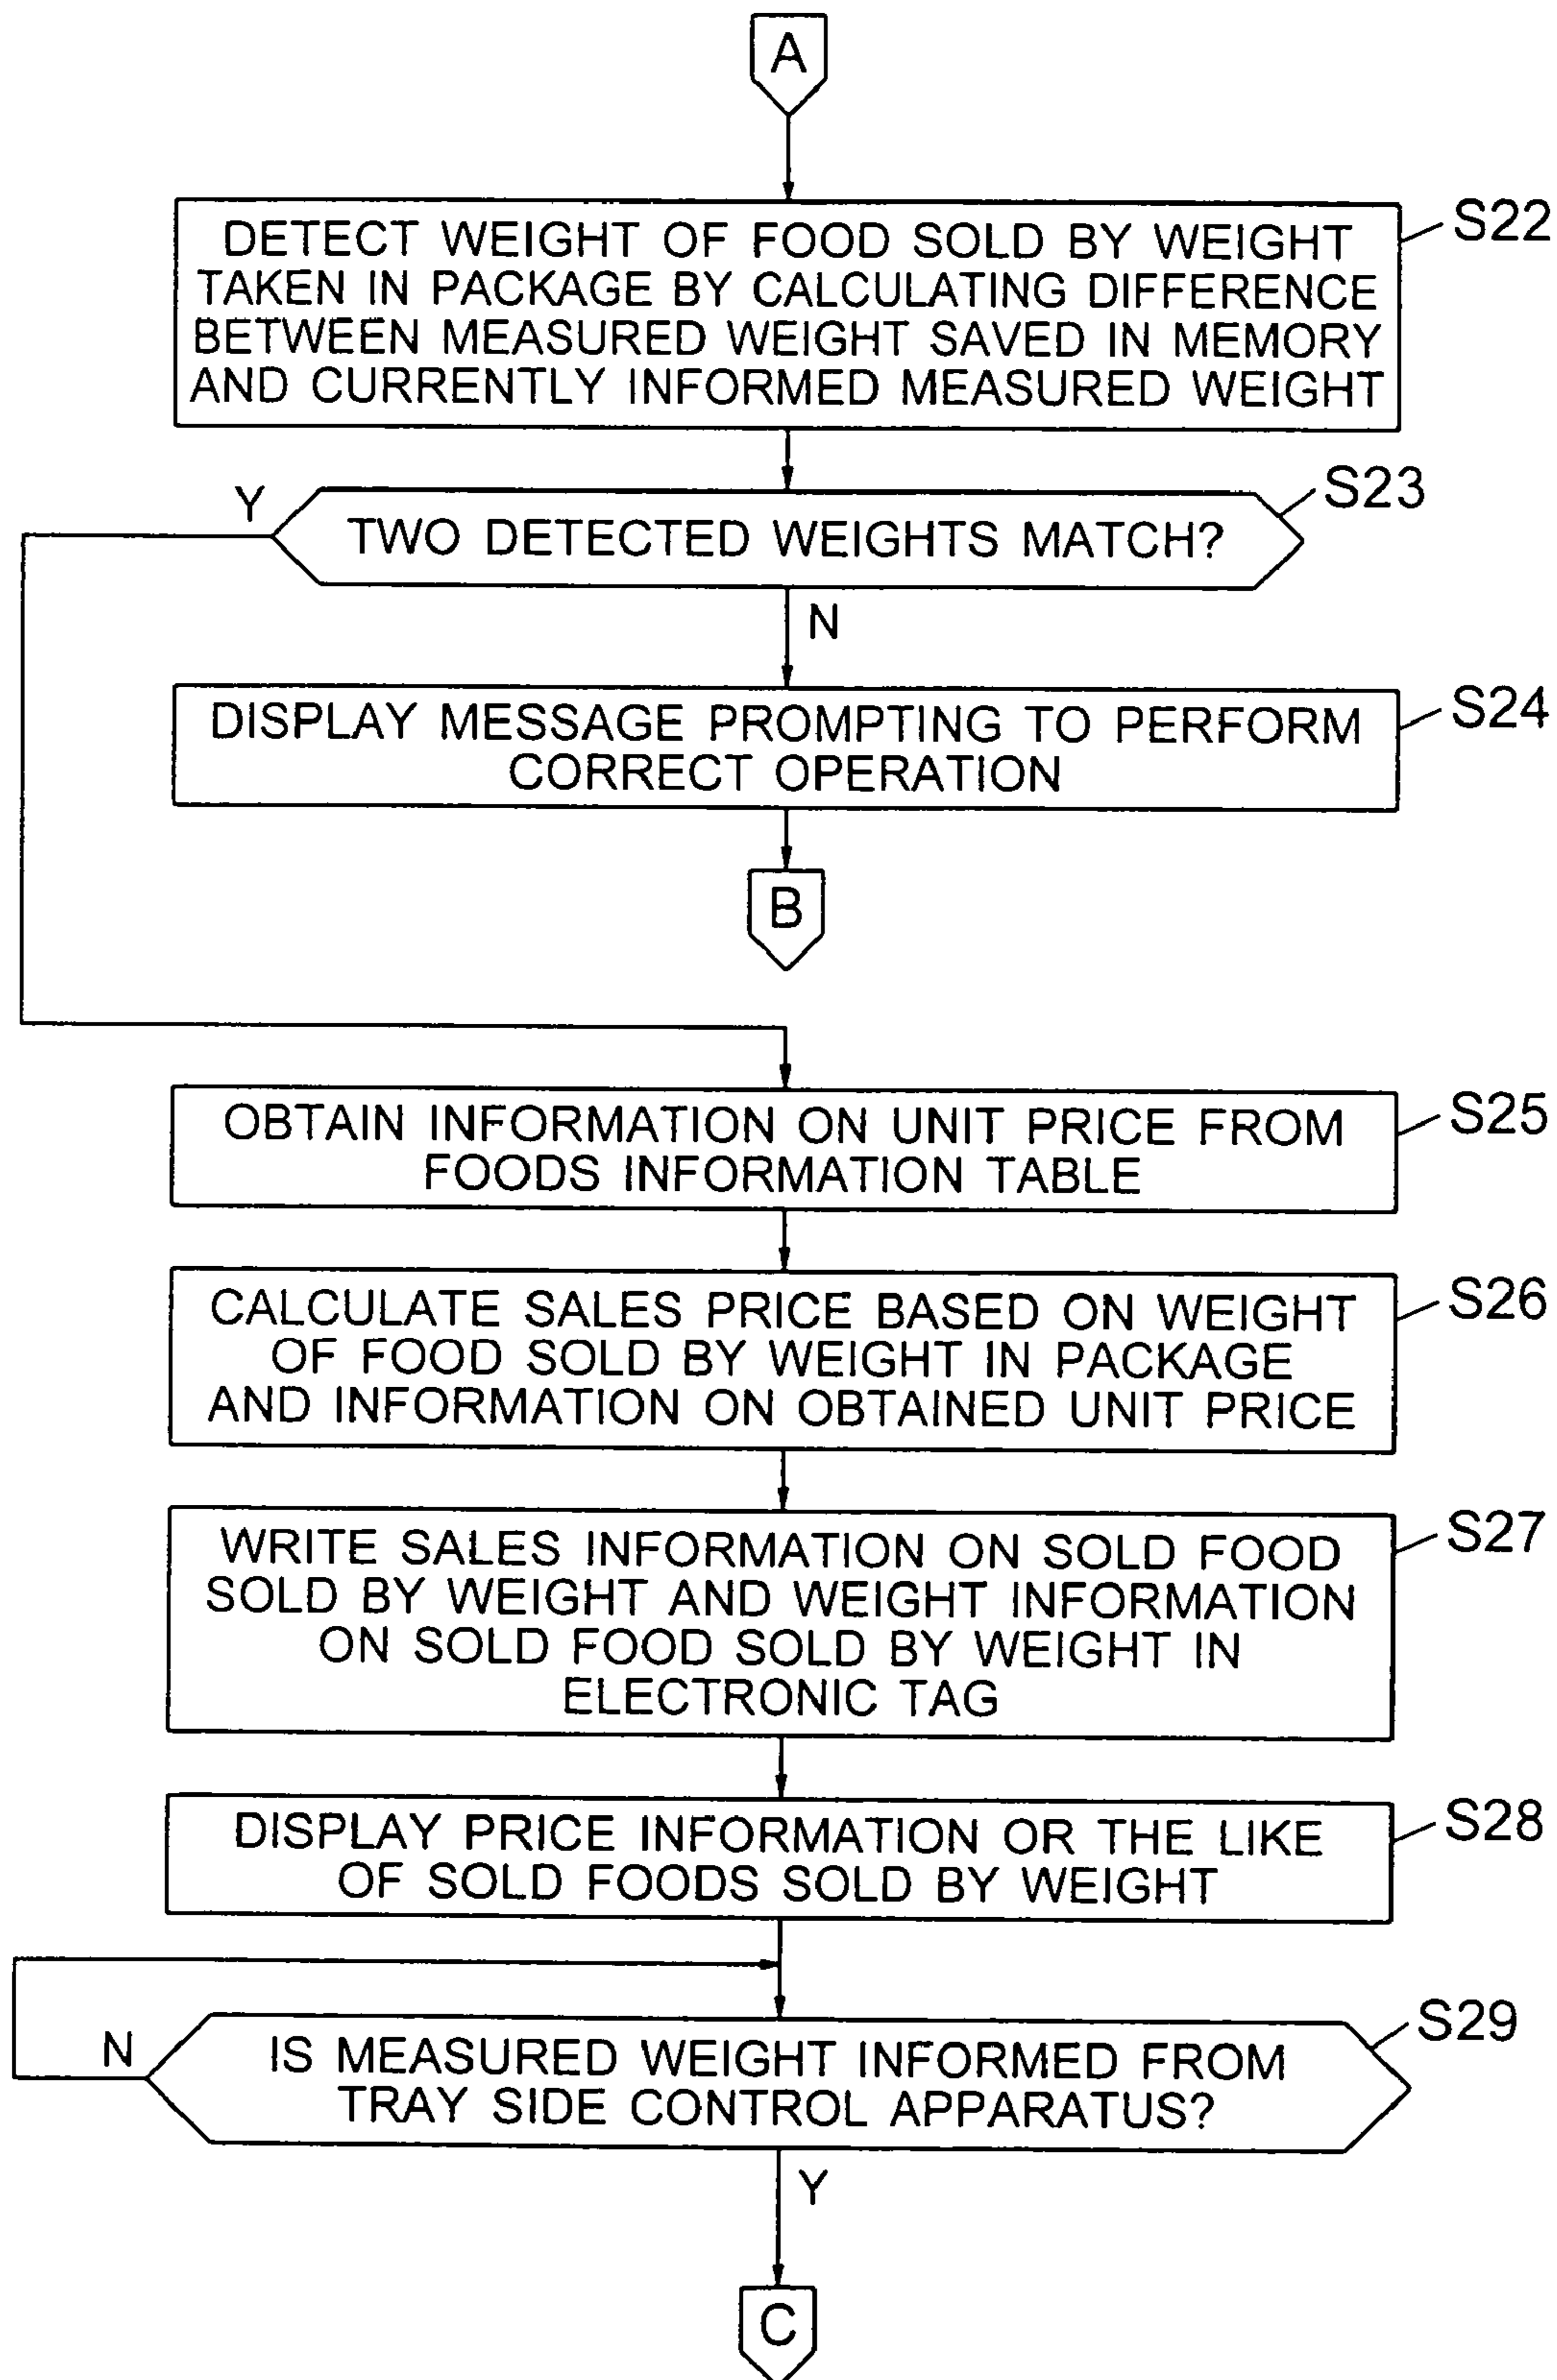 A
DETECT WEIGHT OF FOOD SOLD BY WEIGHT
TAKEN IN PACKAGE BY CALCULATING DIFFERENCE
BETWEEN MEASURED WEIGHT SAVED IN MEMORY
AND CURRENTLY INFORMED MEASURED WEIGHT
S22
Y
TWO DETECTED WEIGHTS MATCH?
S23
N
DISPLAY MESSAGE PROMPTING TO PERFORM
CORRECT OPERATION
S24
B
OBTAIN INFORMATION ON UNIT PRICE FROM
FOODS INFORMATION TABLE
S25
CALCULATE SALES PRICE BASED ON WEIGHT
OF FOOD SOLD BY WEIGHT IN PACKAGE
AND INFORMATION ON OBTAINED UNIT PRICE
S26
WRITE SALES INFORMATION ON SOLD FOOD
SOLD BY WEIGHT AND WEIGHT INFORMATION
ON SOLD FOOD SOLD BY WEIGHT IN
ELECTRONIC TAG
S27
DISPLAY PRICE INFORMATION OR THE LIKE
OF SOLD FOODS SOLD BY WEIGHT
S28
N
IS MEASURED WEIGHT INFORMED FROM
TRAY SIDE CONTROL APPARATUS?
S29
Y
C